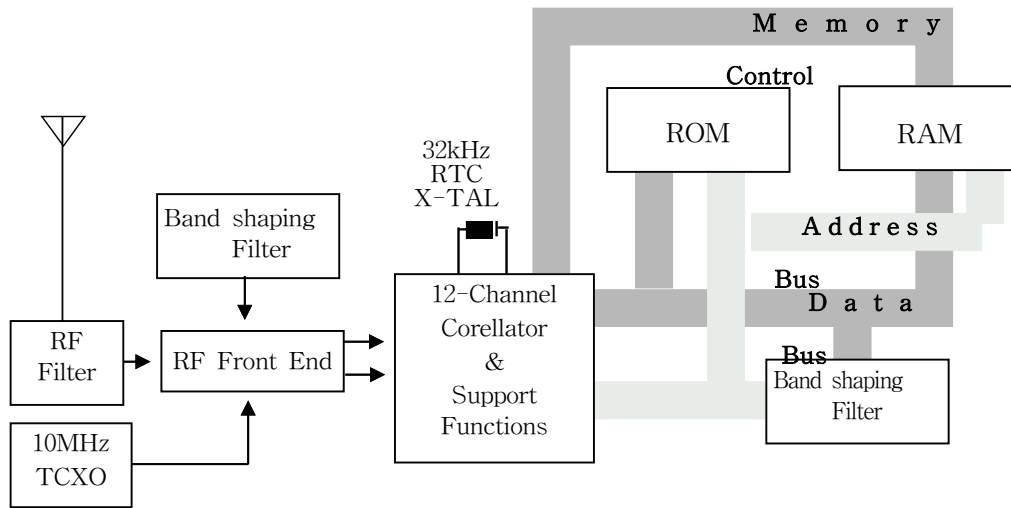 Memory
Control
ROM
RAM
32kHz
RTC
X-TAL
Band shaping
Filter
Address
12-Channel
Corellator
&
Support
Functions
Bus
Data
RF
Filter
RF Front End
Bus
Band shaping
Filter
10MHz
TCXO